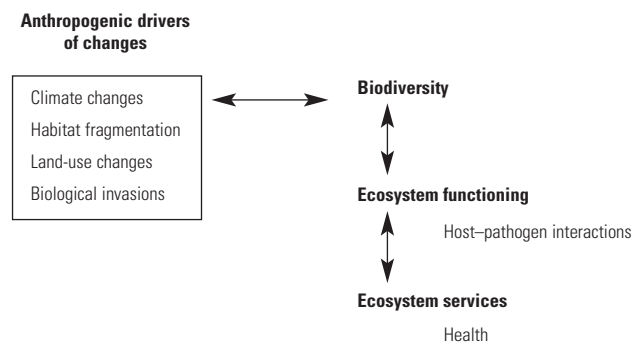 Anthropogenic drivers
of changes
Climate changes
Habitat fragmentation
Land-use changes
Biological invasions
Biodiversity
Ecosystem functioning
Host–pathogen interactions
Ecosystem services
Health